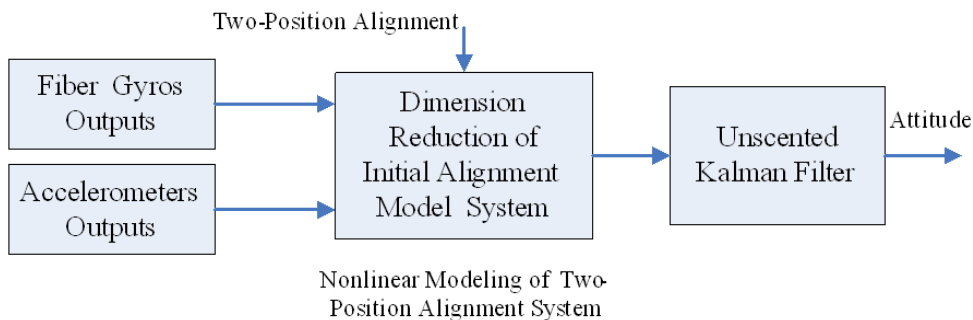 Two-Position Alignment
Fiber Gyros
Outputs
Accelerometers
Outputs
Dimension
Reduction of
Initial Alignment
Model System
Unscented
Kalman Filter
Attitude
Nonlinear Modeling of Two-
Position Alignment System